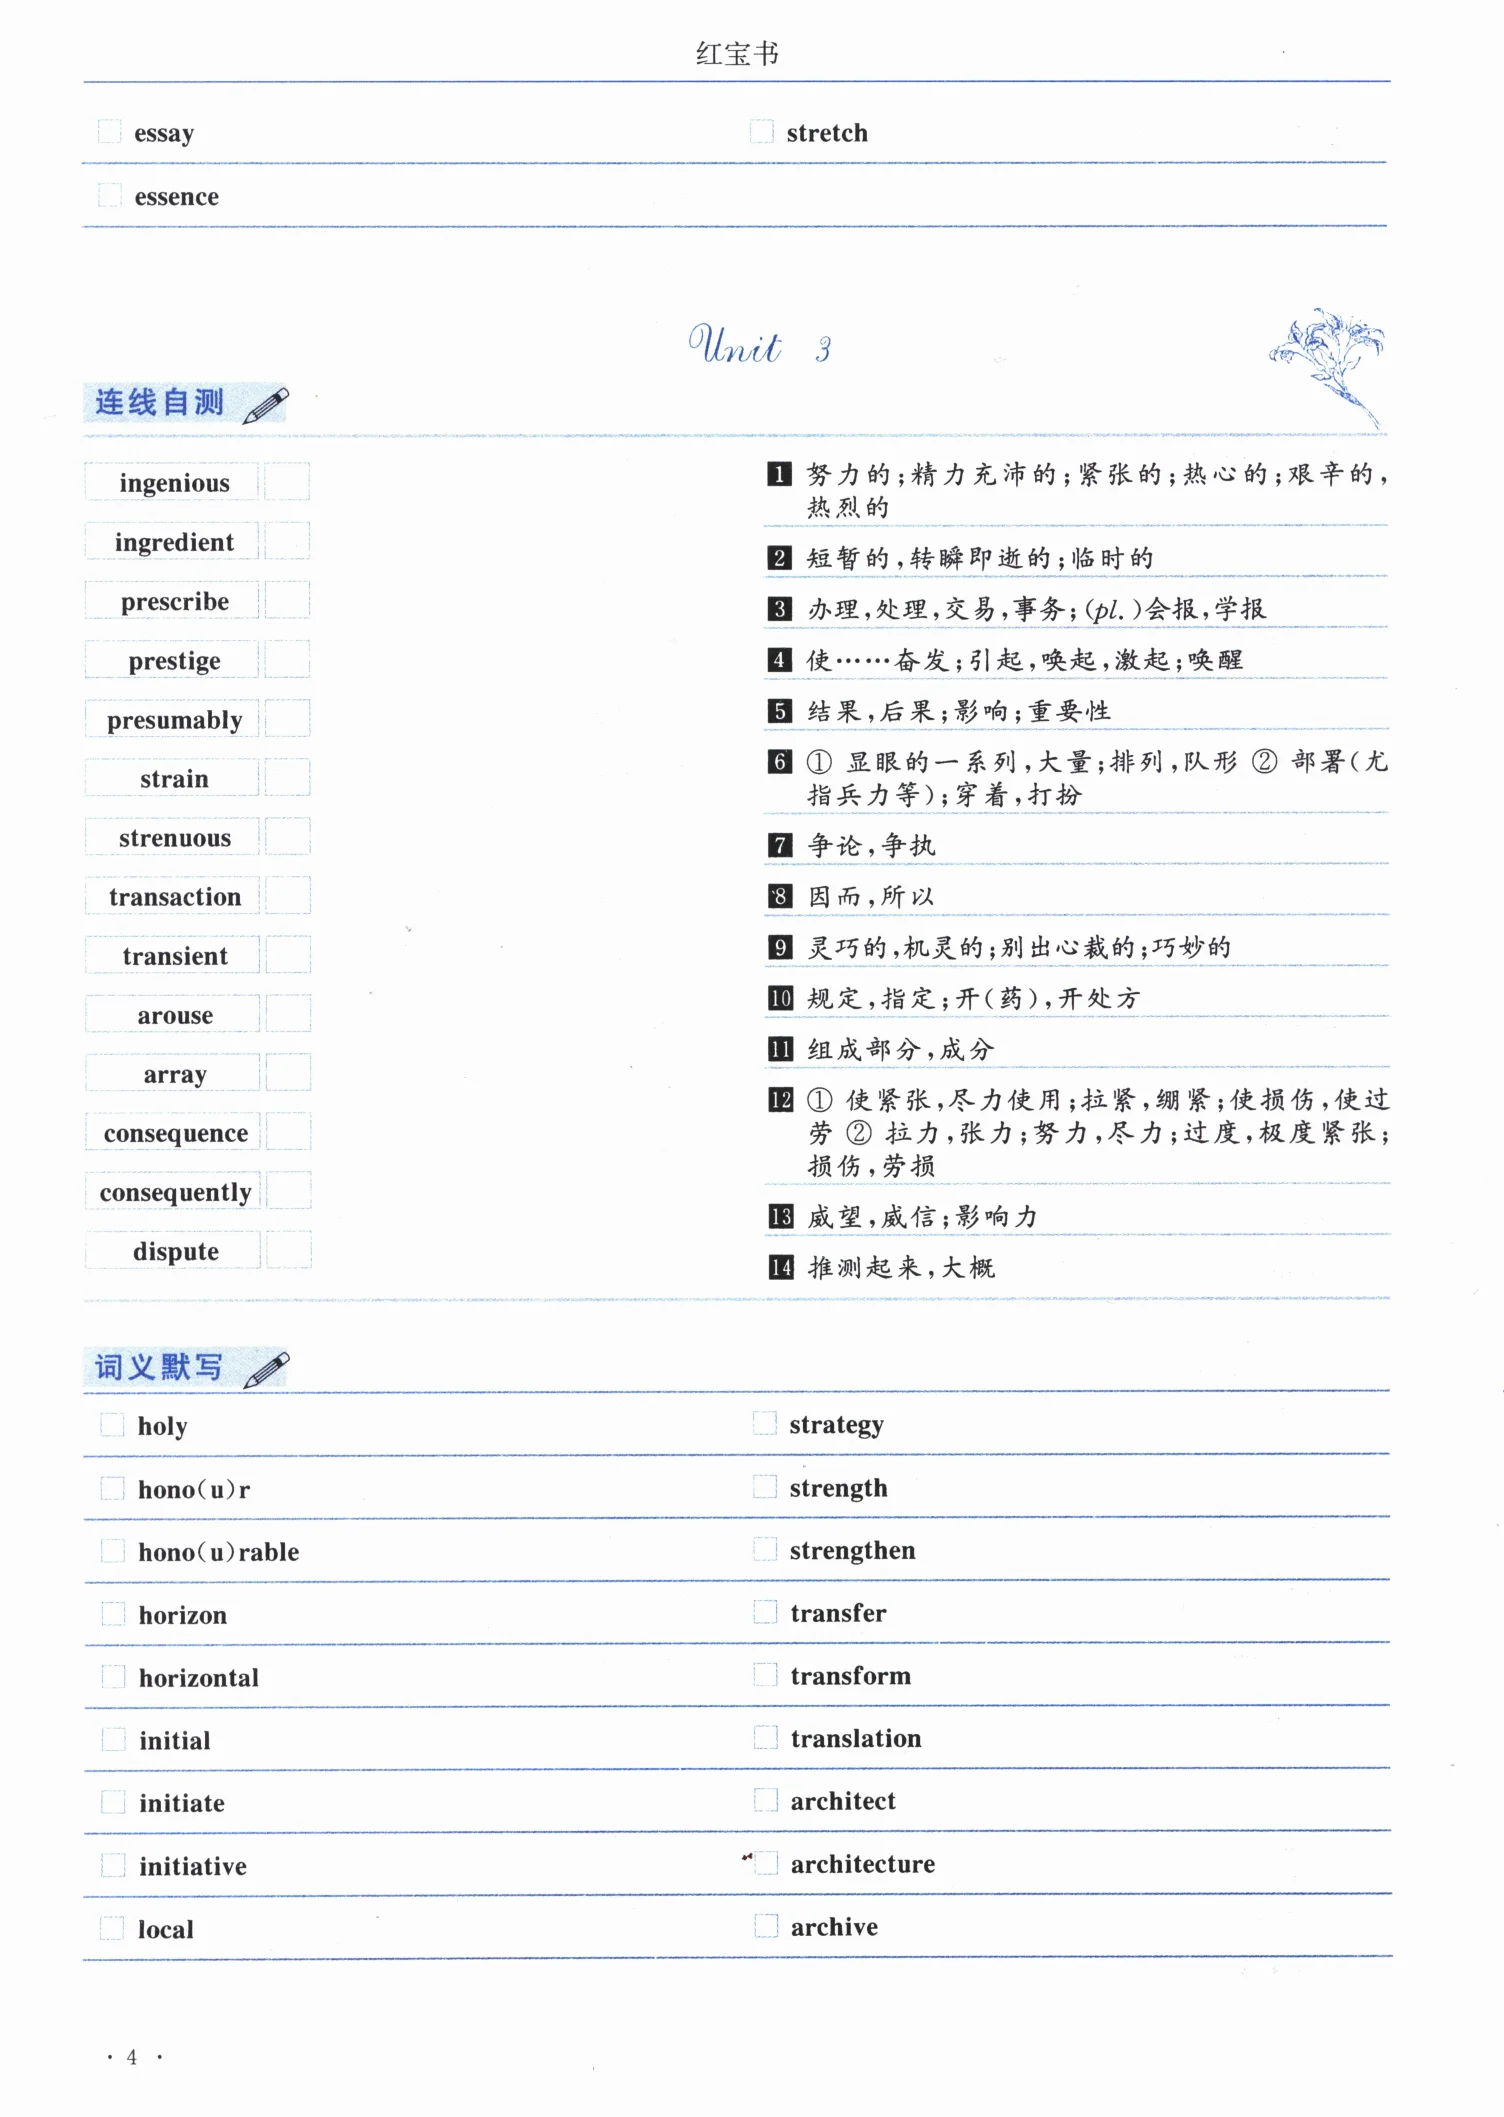 红宝书
essay
stretch
essence
Unit 3
连线自测
ingenious
ingredient
prescribe
prestige
presumably
strain
strenuous
transaction
transient
arouse
array
consequence
consequently
dispute
1 努力的;精力充沛的;紧张的;热心的;艰辛的,
热烈的
2 短暂的,转瞬即逝的;临时的
3 办理,处理,交易,事务;(pl.)会报,学报
4 使……奋发;引起,唤起,激起;唤醒
5 结果,后果;影响;重要性
6 ① 显眼的一系列,大量;排列,队形 ② 部署(尤
指兵力等);穿着,打扮
7 争论,争执
8 因而,所以
9 灵巧的,机灵的;别出心裁的;巧妙的
10 规定,指定;开(药),开处方
11 组成部分,成分
12 ① 使紧张,尽力使用;拉紧,绷紧;使损伤,使过
劳 ② 拉力,张力;努力,尽力;过度,极度紧张;
损伤,劳损
13 威望,威信;影响力
14 推测起来,大概
词义默写
holy
strategy
hono(u)r
strength
hono(u)rable
strengthen
horizon
transfer
horizontal
transform
initial
translation
initiate
architect
initiative
architecture
local
archive
· 4 ·